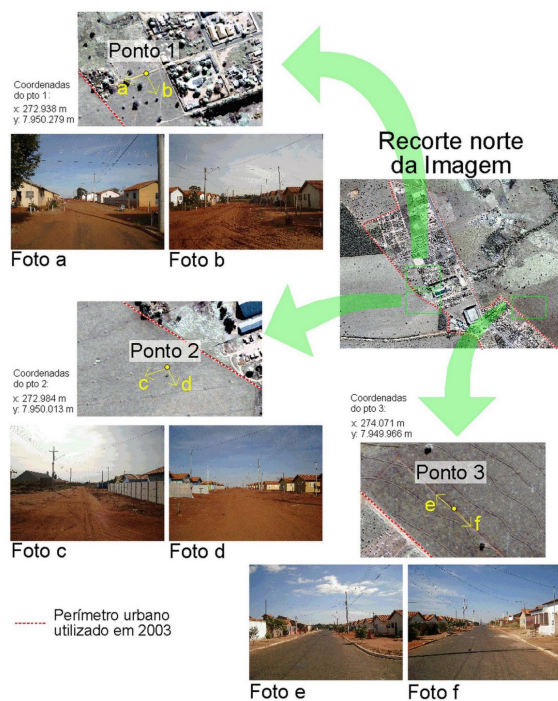 Ponto 1
a
b
Coordenadas
do pto 1:
x: 272.938 m
y: 7.950.279 m
Foto a
Foto b
Recorte norte
da Imagem
Ponto 2
c
d
Coordenadas
do pto 2:
x: 272.984 m
y: 7.950.013 m
Foto c
Foto d
Coordenadas
do pto 3:
x: 274.071 m
y: 7.949.966 m
Ponto 3
e
f
Perímetro urbano
utilizado em 2003
Foto e
Foto f